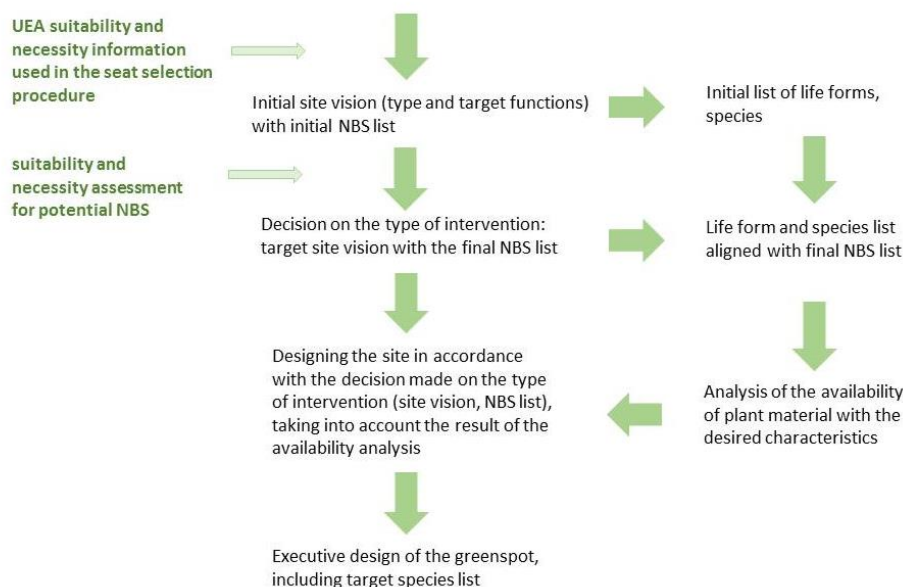 UEA suitability and
necessity information
used in the seat selection
procedure
Initial site vision (type and target functions)
with initial NBS list
Initial list of life forms,
species
suitability and
necessity assessment
for potential NBS
Decision on the type of intervention:
target site vision with the final NBS list
Life form and species list
aligned with final NBS list
Designing the site in accordance
with the decision made on the type
of intervention (site vision, NBS list),
taking into account the result of the
availability analysis
Analysis of the availability
of plant material with the
desired characteristics
Executive design of the greenspot,
including target species list